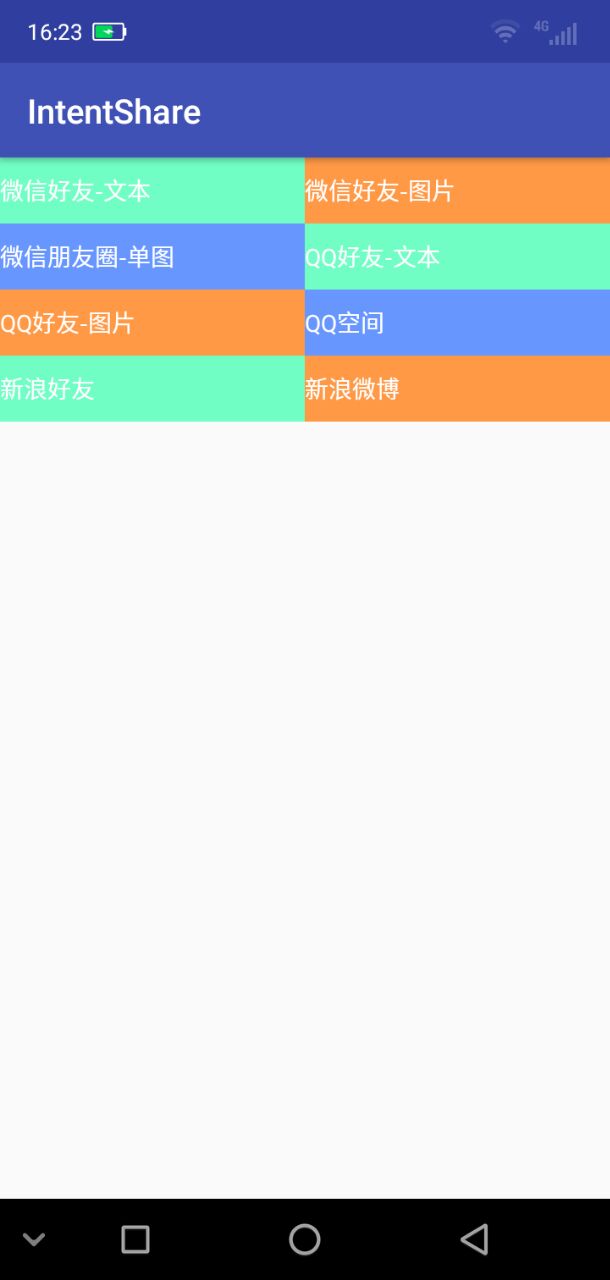 16:23
4G
IntentShare
微信好友-文本
微信好友-图片
微信朋友圈-单图
QQ好友-文本
QQ好友-图片
QQ空间
新浪好友
新浪微博